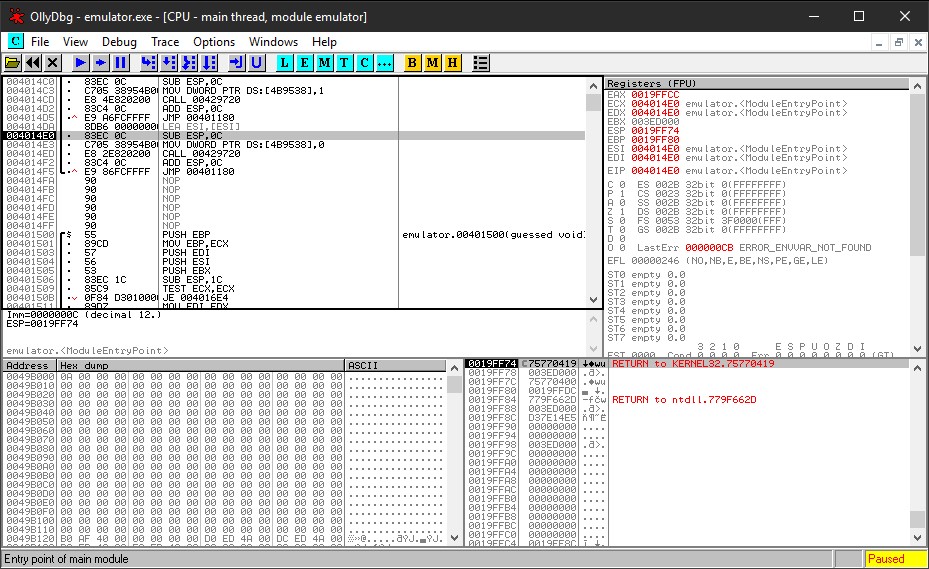 OllyDbg - emulator.exe - [CPU - main thread, module emulator]
C File View Debug Trace Options Windows Help
L E M T C ... B M H
004014C0 83EC 0C SUB ESP,0C
004014C3 C705 38954B00 MOV DWORD PTR DS:[4B9538],1
004014CD E8 4E820200 CALL 00429720
004014D2 83C4 0C ADD ESP,0C
004014D5 E9 A6FCFFFF JMP 00401180
004014DA 8DB6 00000000 LEA ESI,[ESI]
004014E0 83EC 0C SUB ESP,0C
004014E3 C705 38954B00 MOV DWORD PTR DS:[4B9538],0
004014ED E8 2E820200 CALL 00429720
004014F2 83C4 0C ADD ESP,0C
004014F5 E9 86FCFFFF JMP 00401180
004014FA 90 NOP
004014FB 90 NOP
004014FC 90 NOP
004014FD 90 NOP
004014FE 90 NOP
004014FF 90 NOP
00401500 $ 55 PUSH EBP emulator.00401500(guessed void)
00401501 89CD MOV EBP,ECX
00401503 57 PUSH EDI
00401504 56 PUSH ESI
00401505 53 PUSH EBX
00401506 83EC 1C SUB ESP,1C
00401509 85C9 TEST ECX,ECX
0040150B 0F84 D3010000 JE 004016E4
00401511 89D7 MOV EDI,EDX
Imm=0000000C (decimal 12.)
ESP=0019FF74
emulator.<ModuleEntryPoint>
Registers (FPU)
EAX 0019FFCC
ECX 004014E0 emulator.<ModuleEntryPoint>
EDX 004014E0 emulator.<ModuleEntryPoint>
EBX 003ED000
ESP 0019FF74
EBP 0019FF80
ESI 004014E0 emulator.<ModuleEntryPoint>
EDI 004014E0 emulator.<ModuleEntryPoint>
EIP 004014E0 emulator.<ModuleEntryPoint>
C 0 ES 002B 32bit 0(FFFFFFFF)
P 1 CS 0023 32bit 0(FFFFFFFF)
A 0 SS 002B 32bit 0(FFFFFFFF)
Z 1 DS 002B 32bit 0(FFFFFFFF)
S 0 FS 0053 32bit 3F0000(FFF)
T 0 GS 002B 32bit 0(FFFFFFFF)
D 0
O 0 LastErr 000000CB ERROR_ENVVAR_NOT_FOUND
EFL 00000246 (NO,NB,E,BE,NS,PE,GE,LE)
ST0 empty 0.0
ST1 empty 0.0
ST2 empty 0.0
ST3 empty 0.0
ST4 empty 0.0
ST5 empty 0.0
ST6 empty 0.0
ST7 empty 0.0
3 2 1 0 E S P U O Z D I
FST 0000 Cond 0 0 0 0 Err 0 0 0 0 0 0 0 0 (GT)
Address Hex dump ASCII
0049B000 0A 00 00 00 00 00 00 00 00 00 00 00 00 00 00 00
0049B010 00 00 00 00 00 00 00 00 00 00 00 00 00 00 00 00
0049B020 00 00 00 00 00 00 00 00 00 00 00 00 00 00 00 00
0049B030 00 00 00 00 00 00 00 00 00 00 00 00 00 00 00 00
0049B040 00 00 00 00 00 00 00 00 00 00 00 00 00 00 00 00
0049B050 00 00 00 00 00 00 00 00 00 00 00 00 00 00 00 00
0049B060 00 00 00 00 00 00 00 00 00 00 00 00 00 00 00 00
0049B070 00 00 00 00 00 00 00 00 00 00 00 00 00 00 00 00
0049B080 00 00 00 00 00 00 00 00 00 00 00 00 00 00 00 00
0049B090 00 00 00 00 00 00 00 00 00 00 00 00 00 00 00 00
0049B0A0 00 00 00 00 00 00 00 00 00 00 00 00 00 00 00 00
0049B0B0 00 00 00 00 00 00 00 00 00 00 00 00 00 00 00 00
0049B0C0 00 00 00 00 00 00 00 00 00 00 00 00 00 00 00 00
0049B0D0 00 00 00 00 00 00 00 00 00 00 00 00 00 00 00 00
0049B0E0 00 00 00 00 00 00 00 00 00 00 00 00 00 00 00 00
0049B0F0 00 00 00 00 00 00 00 00 00 00 00 00 00 00 00 00
0049B100 00 00 00 00 00 00 00 00 00 00 00 00 00 00 00 00
0049B110 00 00 00 00 00 00 00 00 00 00 00 00 00 00 00 00
0049B120 B0 AF 40 00 00 00 00 00 D0 ED 4A 00 DC ED 4A 00
0019FF74 75770419 RETURN to KERNEL32.75770419
0019FF78 003ED000
0019FF7C 75770400
0019FF80 0019FFDC
0019FF84 779F662D RETURN to ntdll.779F662D
0019FF88 003ED000
0019FF8C D37E14E5
0019FF90 00000000
0019FF94 00000000
0019FF98 003ED000
0019FF9C 00000000
0019FFA0 00000000
0019FFA4 00000000
0019FFA8 00000000
0019FFAC 00000000
0019FFB0 00000000
0019FFB4 00000000
0019FFB8 00000000
0019FFBC 00000000
0019FFC0 00000000
0019FFC4 0019FF8C
Entry point of main module
Paused